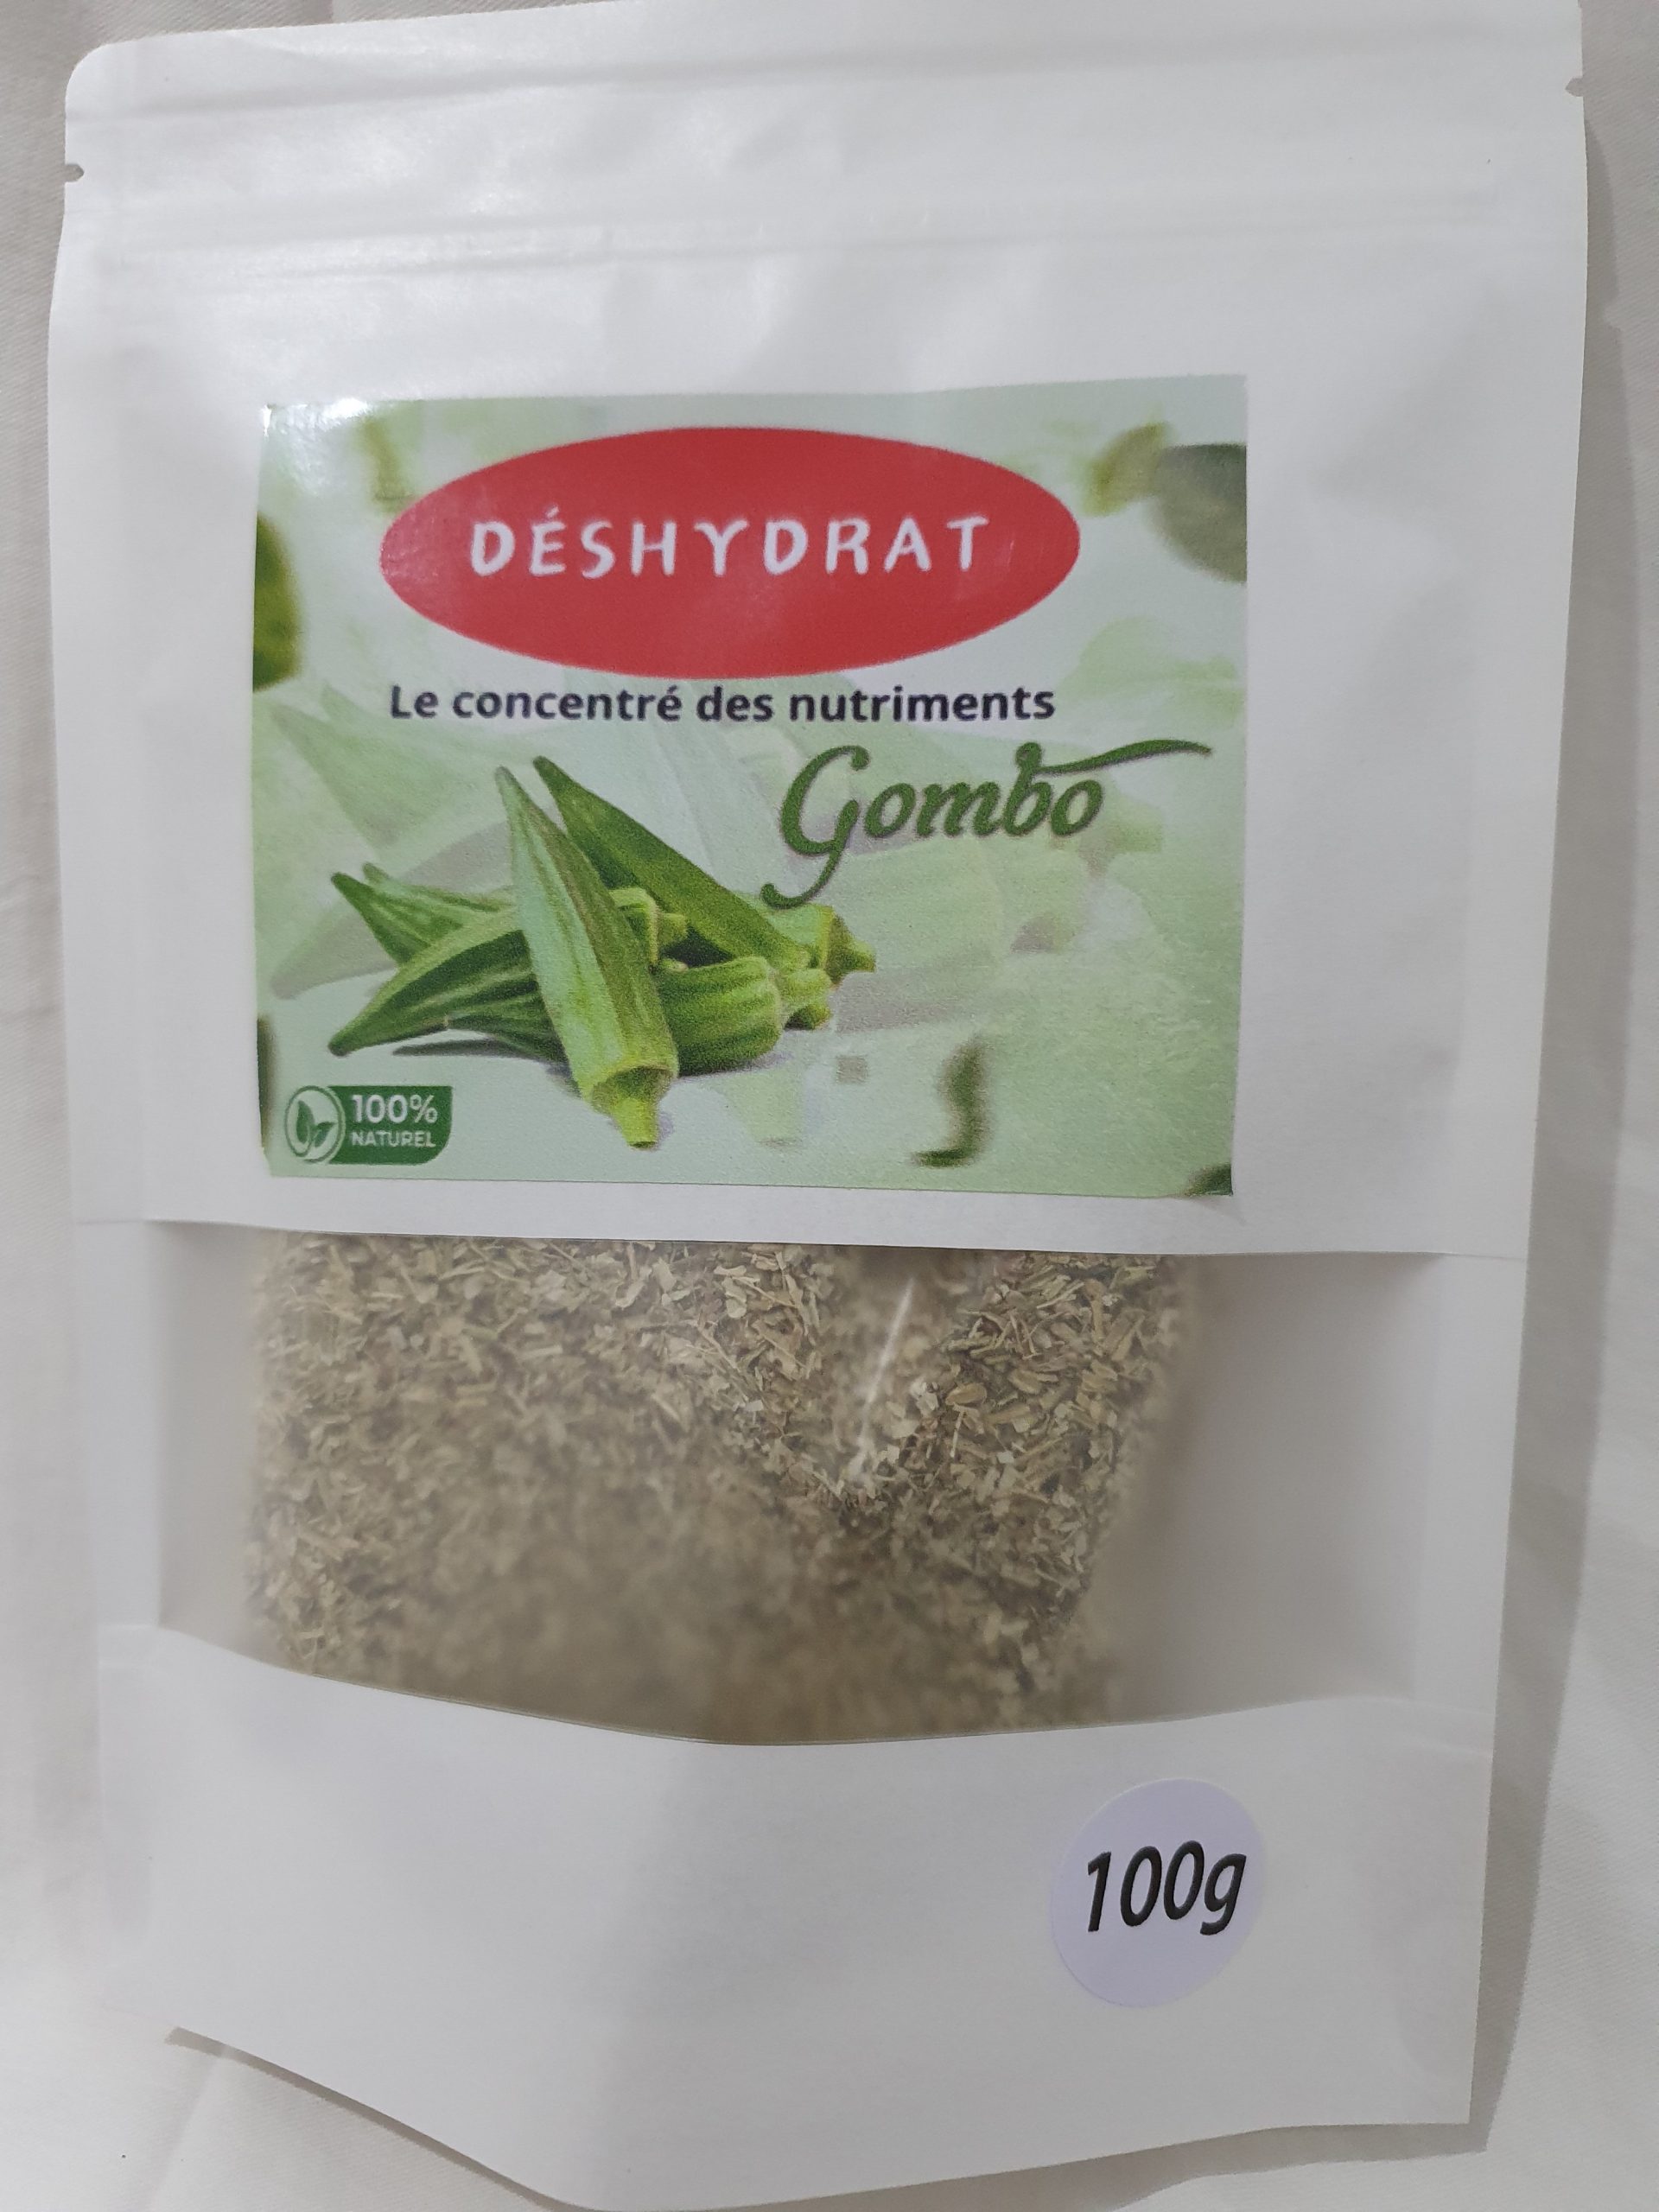 DÉSHYDRAT
Le concentré des nutriments
Gombo
100%
NATUREL
100g